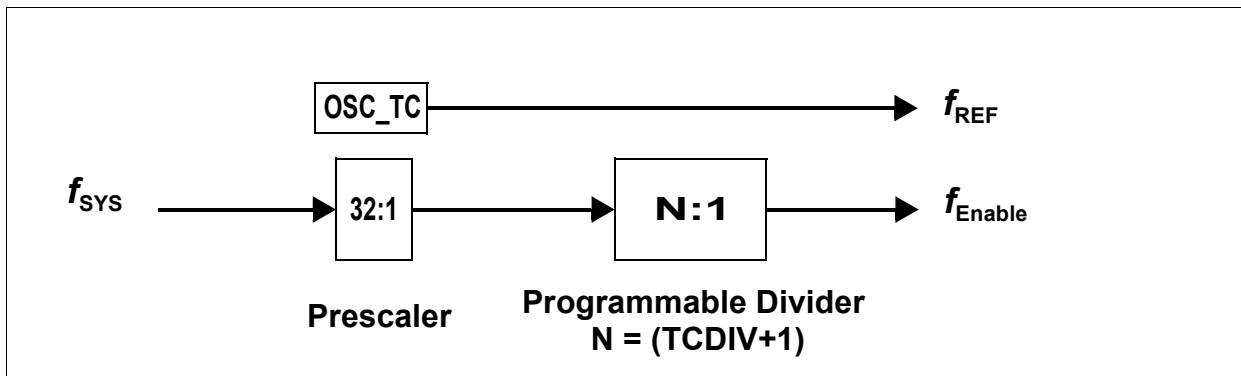 OSC_TC
fREF
fSYS
32:1
N:1
fEnable
Prescaler
Programmable Divider
N = (TCDIV+1)